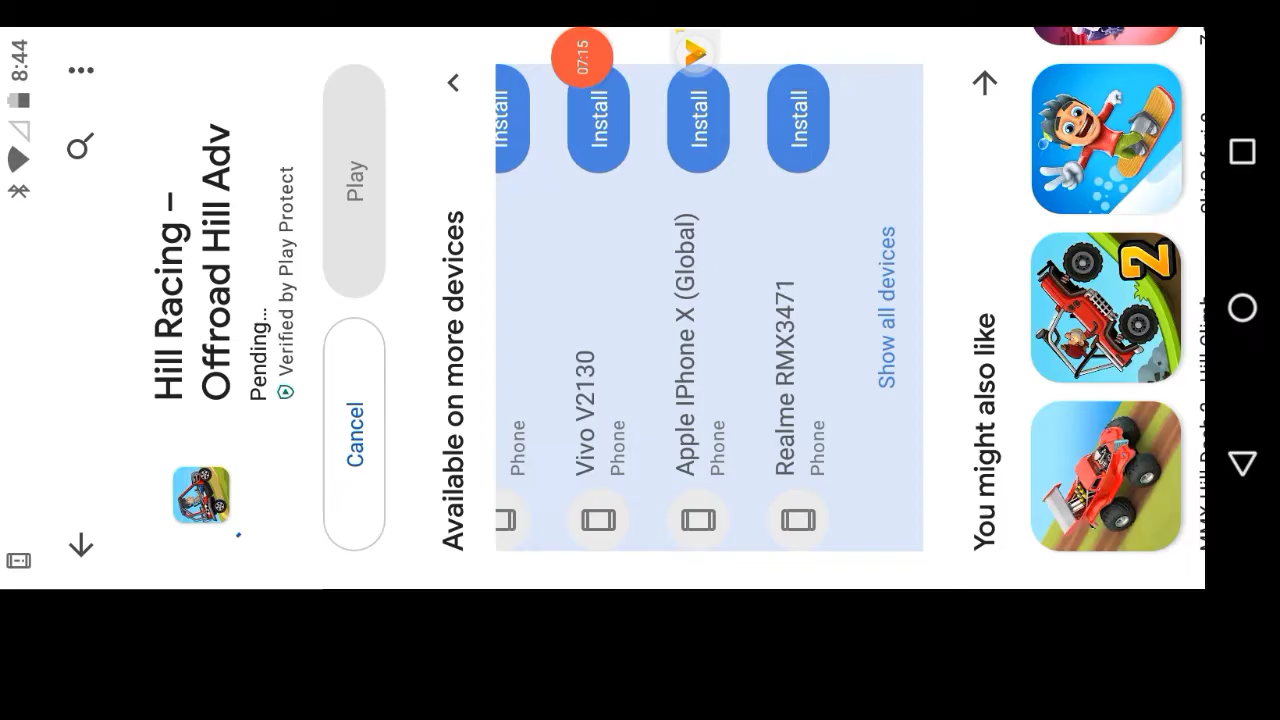 8:44
Hill Racing –
Offroad Hill Adv
Pending...
Verified by Play Protect
Cancel
Play
Available on more devices
Phone
Install
Vivo V2130
Phone
Install
07:15
Apple IPhone X (Global)
Phone
Install
Realme RMX3471
Phone
Install
Show all devices
You might also like
2